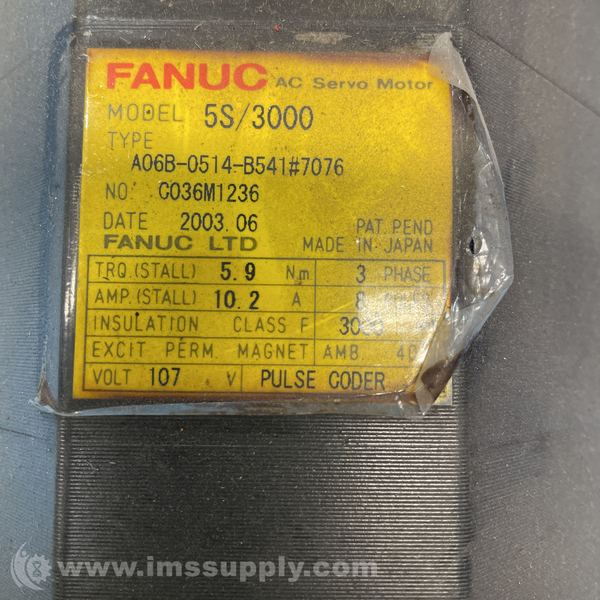 FANUC AC Servo Motor
MODEL 5S/3000
TYPE
A06B-0514-B541#7076
NO. C036M1236
DATE 2003.06 PAT. PEND
FANUC LTD MADE IN JAPAN
TRQ.(STALL) 5.9 Nm 3 PHASE
AMP.(STALL) 10.2 A 8
INSULATION CLASS F
EXCIT PERM. MAGNET AMB.
VOLT 107 V PULSE CODER
www.imssupply.com